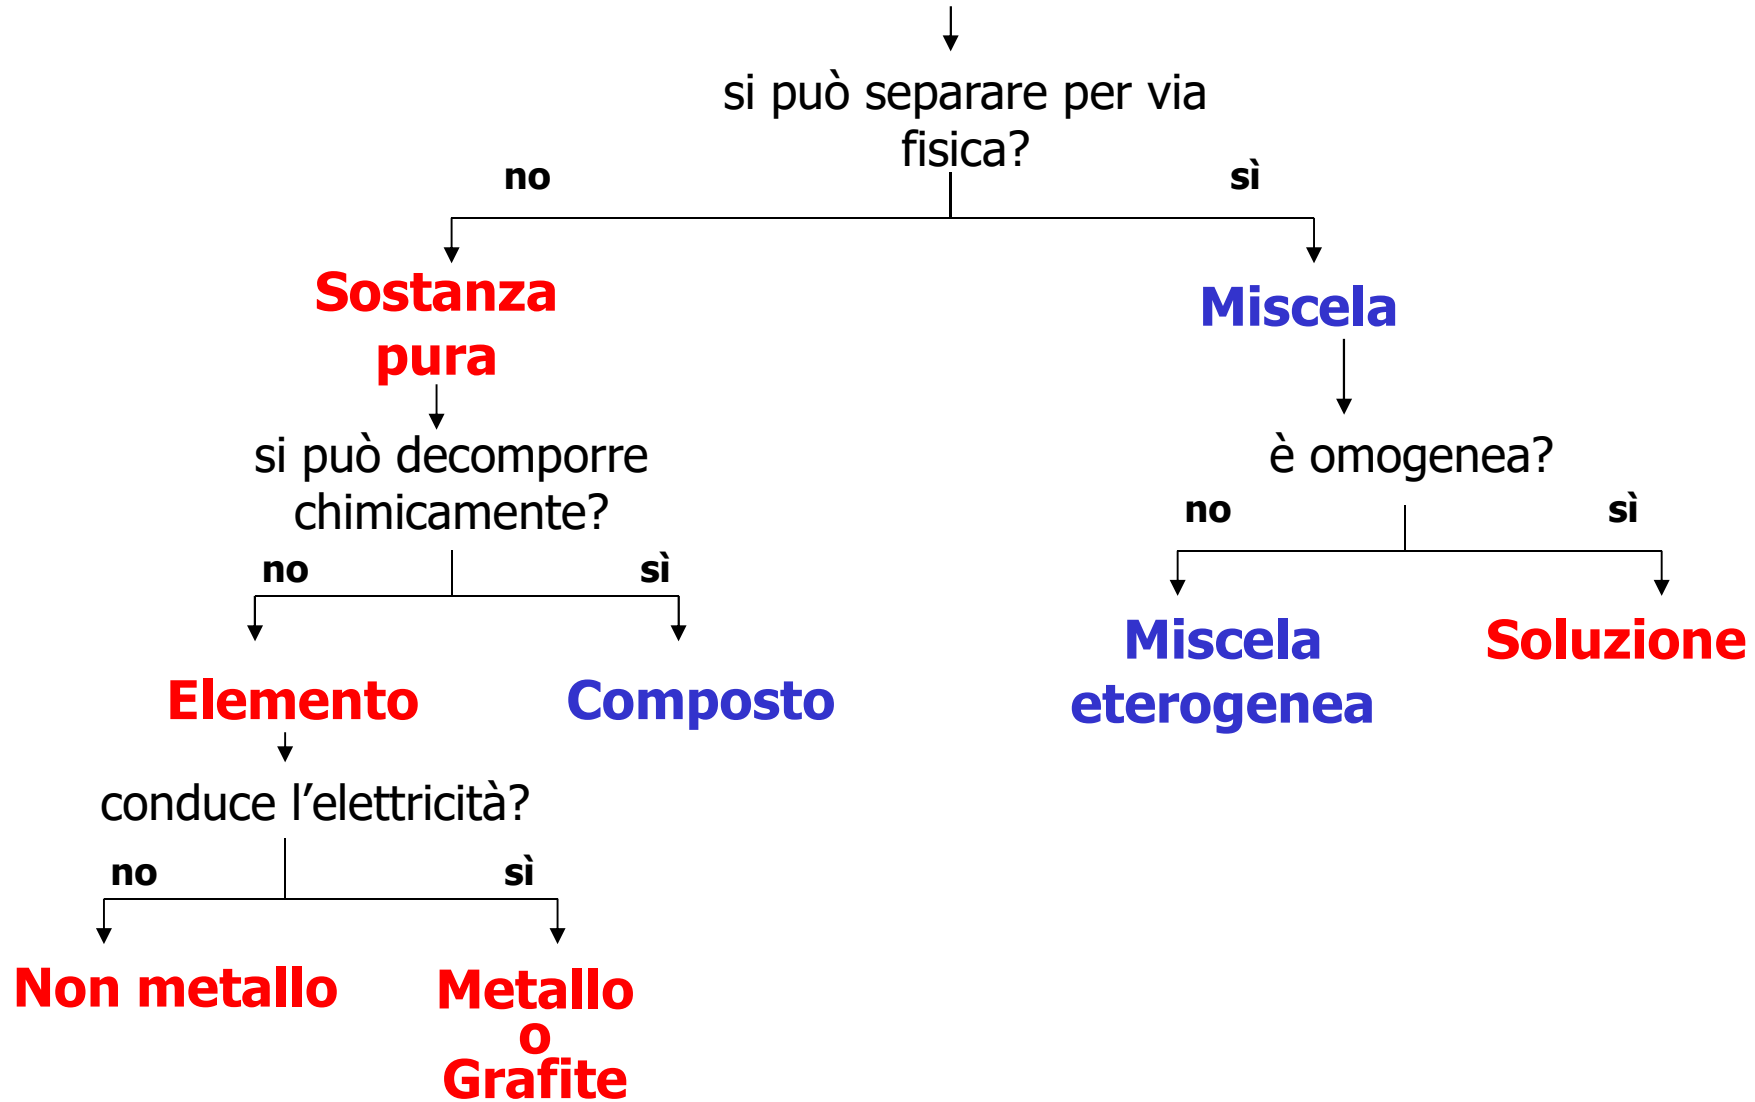 si può separare per via
fisica?
no
sì
Sostanza
pura
Miscela
si può decomporre
chimicamente?
è omogenea?
no
sì
no
sì
Elemento
Composto
Miscela
eterogenea
Soluzione
conduce l’elettricità?
no
sì
Non metallo
Metallo
o
Grafite